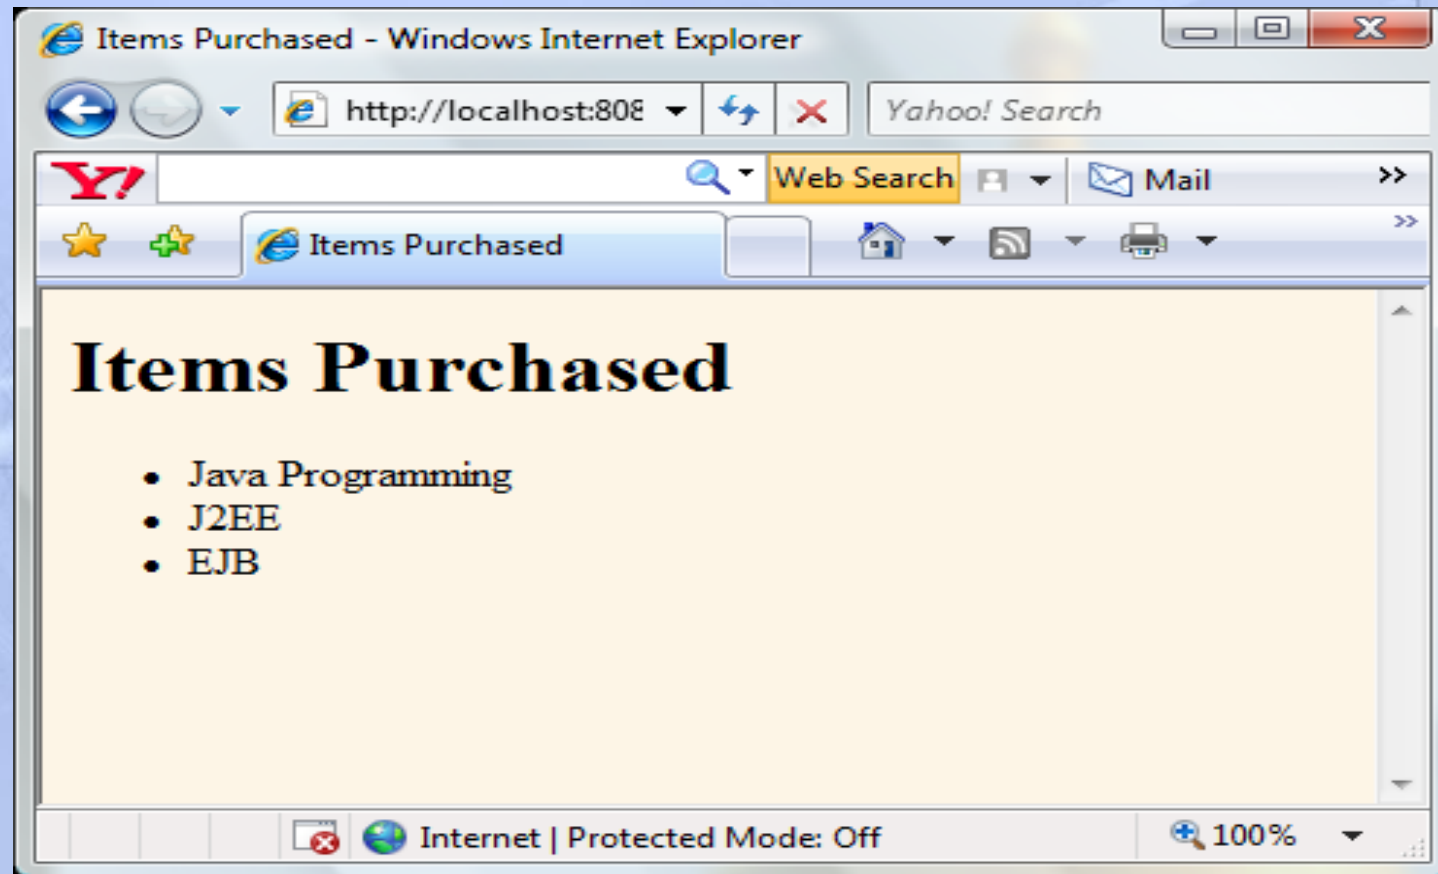 Items Purchased - Windows Internet Explorer
http://localhost:808
Yahoo! Search
Y!
Web Search
Mail
Items Purchased
Items Purchased
• Java Programming
• J2EE
• EJB
Internet | Protected Mode: Off
100%